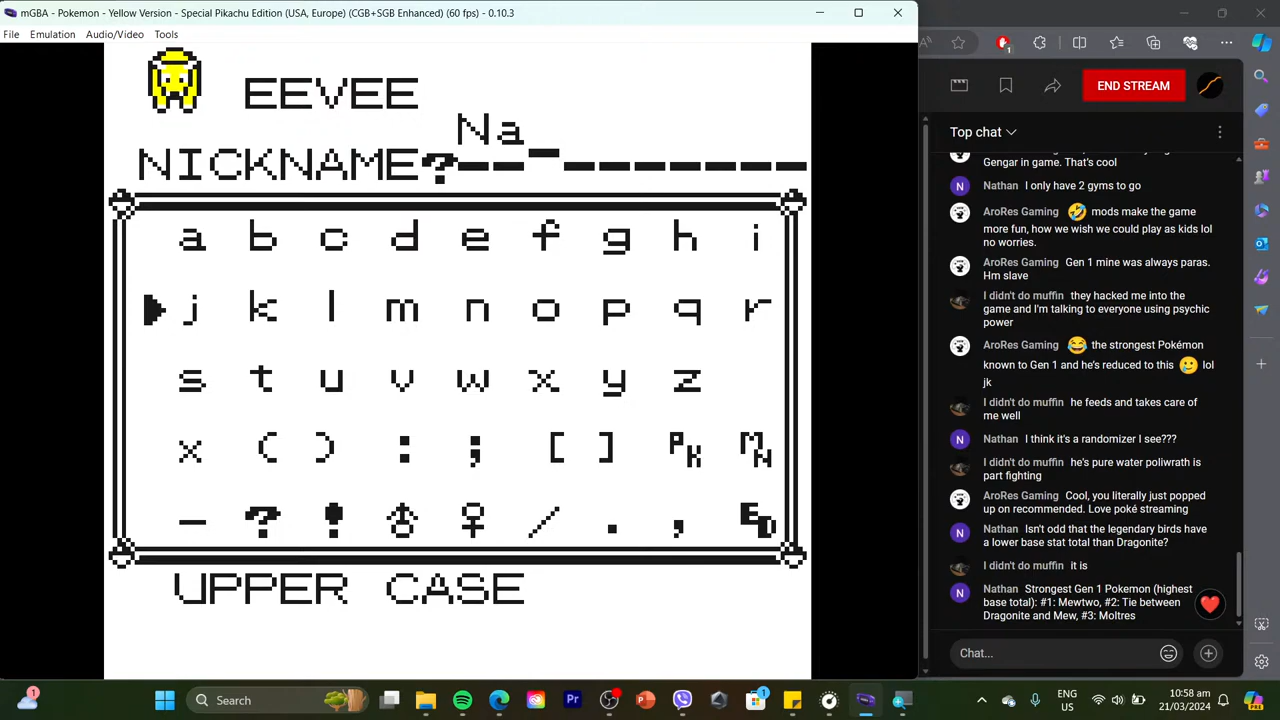 mGBA - Pokemon - Yellow Version - Special Pikachu Edition (USA, Europe) (CGB+SGB Enhanced) (60 fps) - 0.10.3
File Emulation Audio/Video Tools
EEVEE
Na
NICKNAME?
a b c d e f g h i
j k l m n o p q r
s t u v w x y z
× ( ) : ; [ ] PK MN
- ? ! ♂ ♀ / . , ED
UPPER CASE
END STREAM
Top chat
Gengar in game. That's cool
Nathan I only have 2 gyms to go
AroRes Gaming 🤣 mods make the game
more fun, how we wish we could play as one lol
no worries.
AroRes Gaming Gen 1 mine was always paras.
Hm slave
I didn't do muffin they hacked me into the
game and I'm talking to everyone using psychic
power
AroRes Gaming 😂 the strongest Pokémon
known to Gen 1 and he's reduced to this 🥲 lol
jk
I didn't do muffin he feeds and takes care of
me well
Nathan I think it's a randomizer I see???
I didn't do muffin he's pure water poliwrath is
part fighting
AroRes Gaming Cool, you literally just popped
up on recommended. Love poké streaming
Nathan Isn't odd that the legendary birds have
a lower base stat total than Dragonite?
I didn't do muffin it is
Nathan Strongest Gen 1 Pokemon (highest
base total): #1: Mewtwo, #2: Tie between
Dragonite and Mew, #3: Moltres
Chat...
Search
ENG
US
10:58 am
21/03/2024